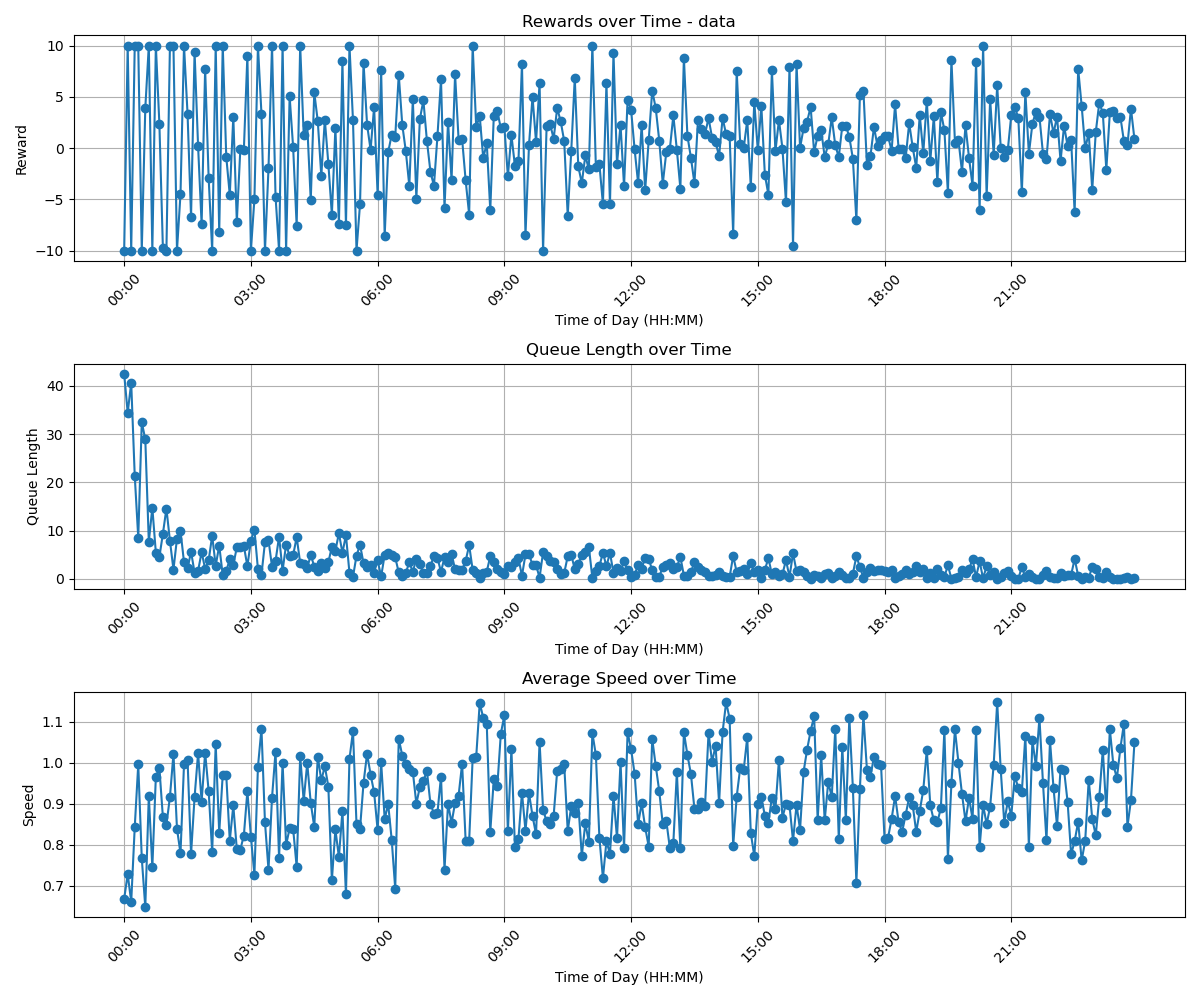 Rewards over Time - data
Reward
10
5
0
−5
−10
00:00 03:00 06:00 09:00 12:00 15:00 18:00 21:00
Time of Day (HH:MM)
Queue Length over Time
Queue Length
40
30
20
10
0
00:00 03:00 06:00 09:00 12:00 15:00 18:00 21:00
Time of Day (HH:MM)
Average Speed over Time
Speed
1.1
1.0
0.9
0.8
0.7
00:00 03:00 06:00 09:00 12:00 15:00 18:00 21:00
Time of Day (HH:MM)